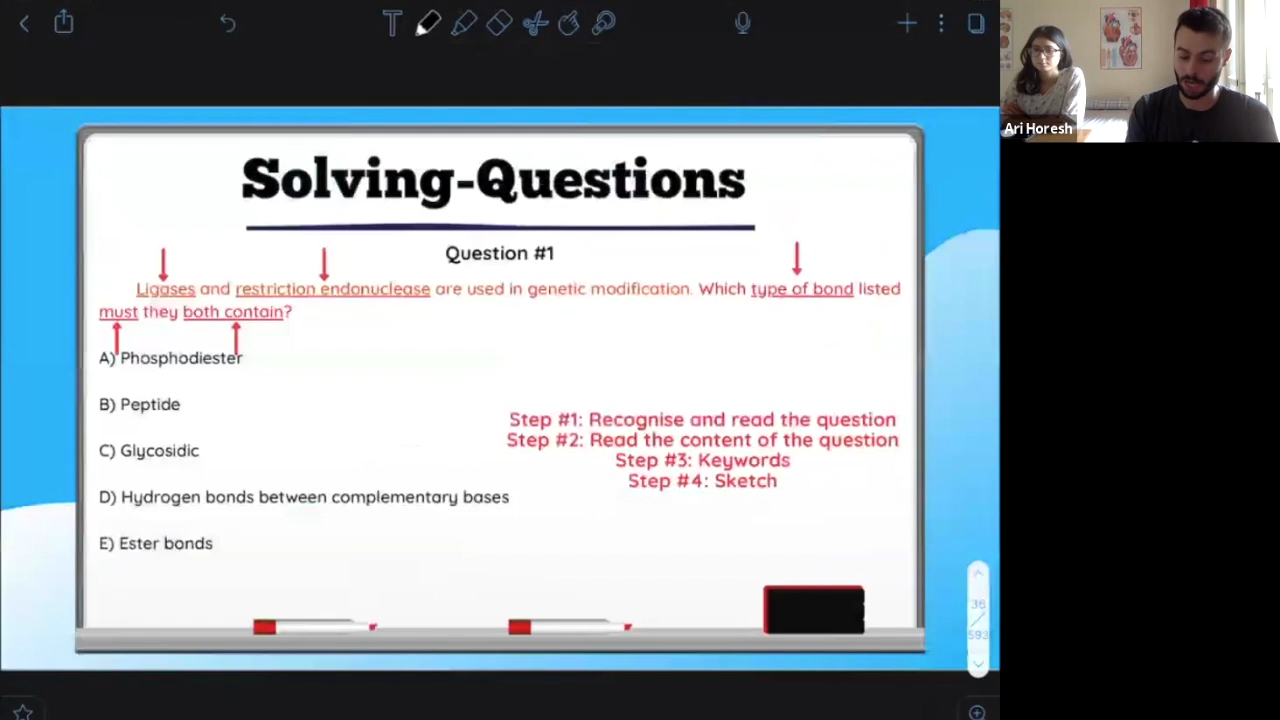 Solving-Questions
Question #1
Ligases and restriction endonuclease are used in genetic modification. Which type of bond listed
must they both contain?
A) Phosphodiester
B) Peptide
C) Glycosidic
D) Hydrogen bonds between complementary bases
E) Ester bonds
Step #1: Recognise and read the question
Step #2: Read the content of the question
Step #3: Keywords
Step #4: Sketch
36
/
593
Ari Horesh